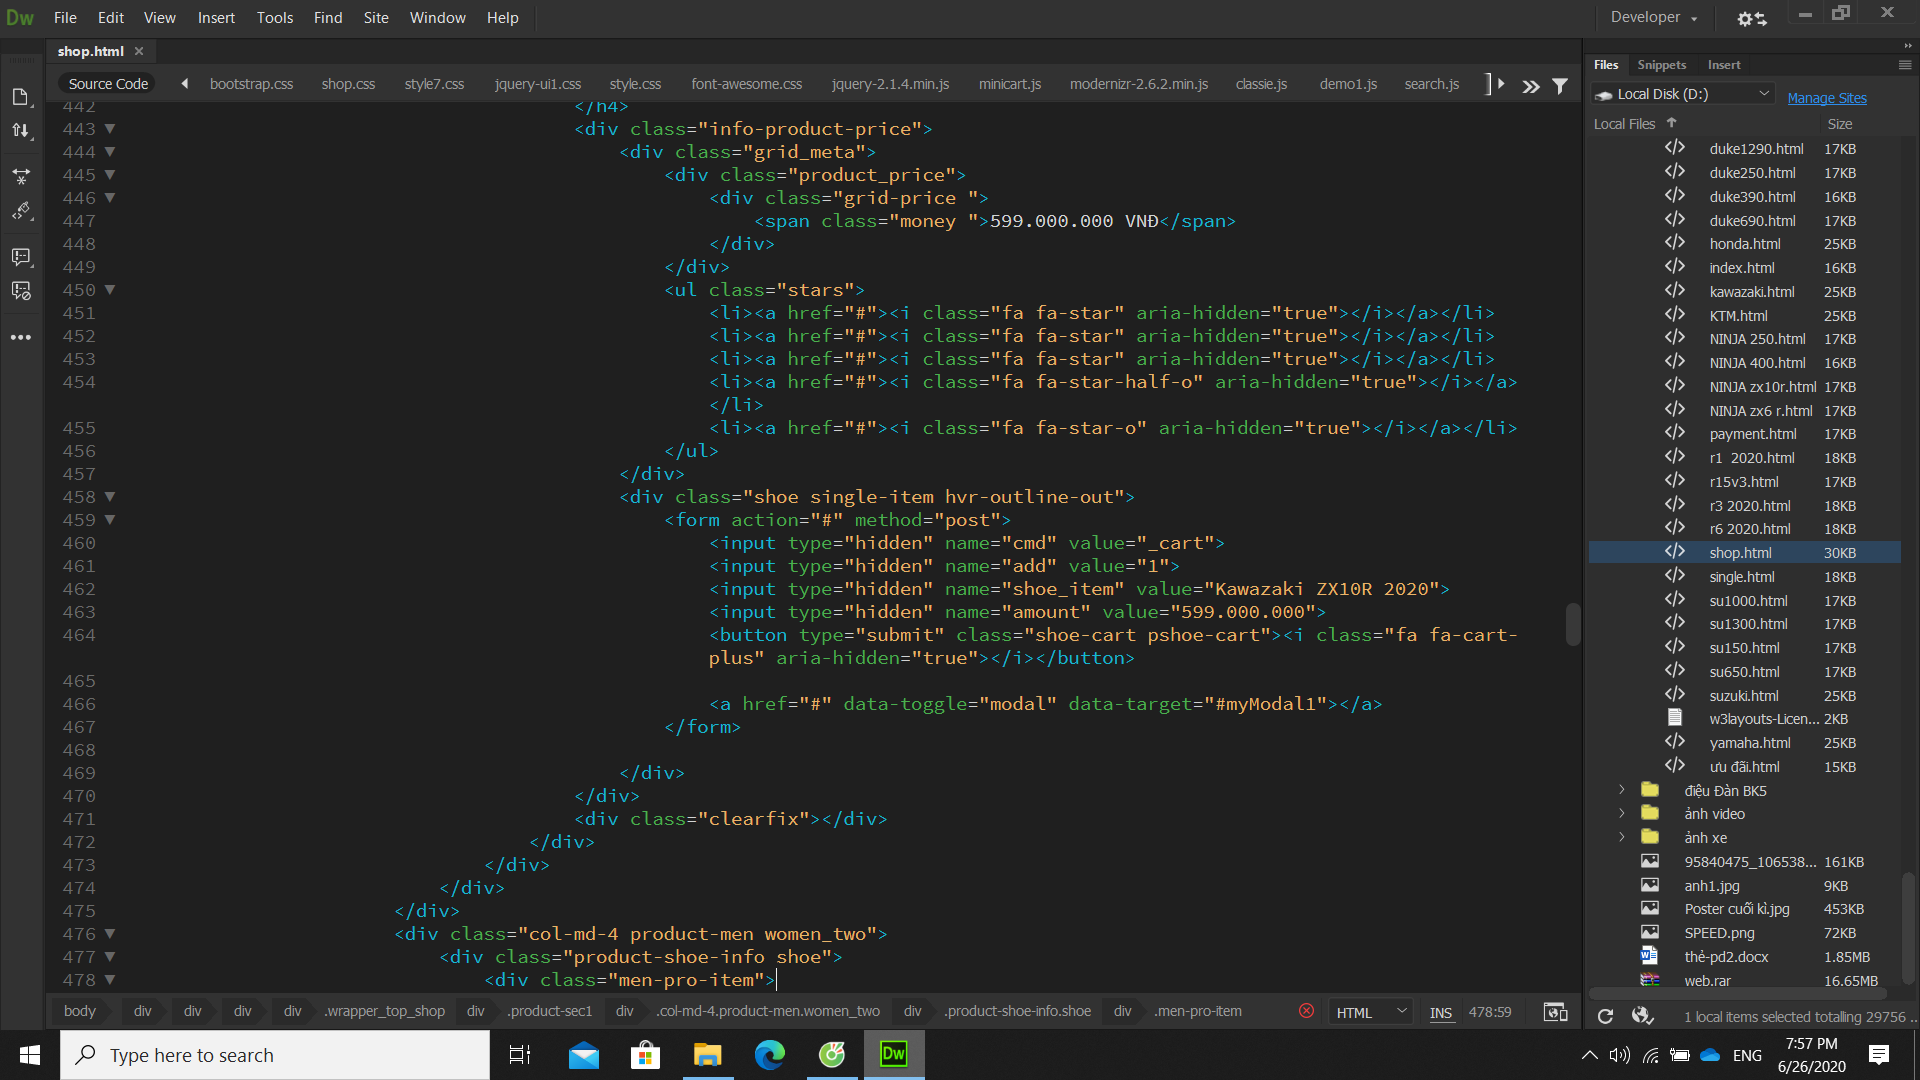 Dw File Edit View Insert Tools Find Site Window Help Developer
shop.html ×
Source Code bootstrap.css shop.css style7.css jquery-ui1.css style.css font-awesome.css jquery-2.1.4.min.js minicart.js modernizr-2.6.2.min.js classie.js demo1.js search.js
442 </h4>
443 <div class="info-product-price">
444 <div class="grid_meta">
445 <div class="product_price">
446 <div class="grid-price ">
447 <span class="money ">599.000.000 VNĐ</span>
448 </div>
449 </div>
450 <ul class="stars">
451 <li><a href="#"><i class="fa fa-star" aria-hidden="true"></i></a></li>
452 <li><a href="#"><i class="fa fa-star" aria-hidden="true"></i></a></li>
453 <li><a href="#"><i class="fa fa-star" aria-hidden="true"></i></a></li>
454 <li><a href="#"><i class="fa fa-star-half-o" aria-hidden="true"></i></a>
</li>
455 <li><a href="#"><i class="fa fa-star-o" aria-hidden="true"></i></a></li>
456 </ul>
457 </div>
458 <div class="shoe single-item hvr-outline-out">
459 <form action="#" method="post">
460 <input type="hidden" name="cmd" value="_cart">
461 <input type="hidden" name="add" value="1">
462 <input type="hidden" name="shoe_item" value="Kawazaki ZX10R 2020">
463 <input type="hidden" name="amount" value="599.000.000">
464 <button type="submit" class="shoe-cart pshoe-cart"><i class="fa fa-cart-
plus" aria-hidden="true"></i></button>
465
466 <a href="#" data-toggle="modal" data-target="#myModal1"></a>
467 </form>
468
469 </div>
470 </div>
471 <div class="clearfix"></div>
472 </div>
473 </div>
474 </div>
475 </div>
476 <div class="col-md-4 product-men women_two">
477 <div class="product-shoe-info shoe">
478 <div class="men-pro-item">
body div div div div .wrapper_top_shop div .product-sec1 div .col-md-4.product-men.women_two div .product-shoe-info.shoe div .men-pro-item HTML INS 478:59
Files Snippets Insert
Local Disk (D:) Manage Sites
Local Files Size
duke1290.html 17KB
duke250.html 17KB
duke390.html 16KB
duke690.html 17KB
honda.html 25KB
index.html 16KB
kawazaki.html 25KB
KTM.html 25KB
NINJA 250.html 17KB
NINJA 400.html 16KB
NINJA zx10r.html 17KB
NINJA zx6 r.html 17KB
payment.html 17KB
r1 2020.html 18KB
r15v3.html 17KB
r3 2020.html 18KB
r6 2020.html 18KB
shop.html 30KB
single.html 18KB
su1000.html 17KB
su1300.html 17KB
su150.html 17KB
su650.html 17KB
suzuki.html 25KB
w3layouts-Licen... 2KB
yamaha.html 25KB
ưu đãi.html 15KB
điệu Đàn BK5
ảnh video
ảnh xe
95840475_106538... 161KB
anh1.jpg 9KB
Poster cuối kì.jpg 453KB
SPEED.png 72KB
thẻ-pd2.docx 1.85MB
web.rar 16.65MB
1 local items selected totalling 29756 ..
Type here to search
Dw
ENG
7:57 PM
6/26/2020